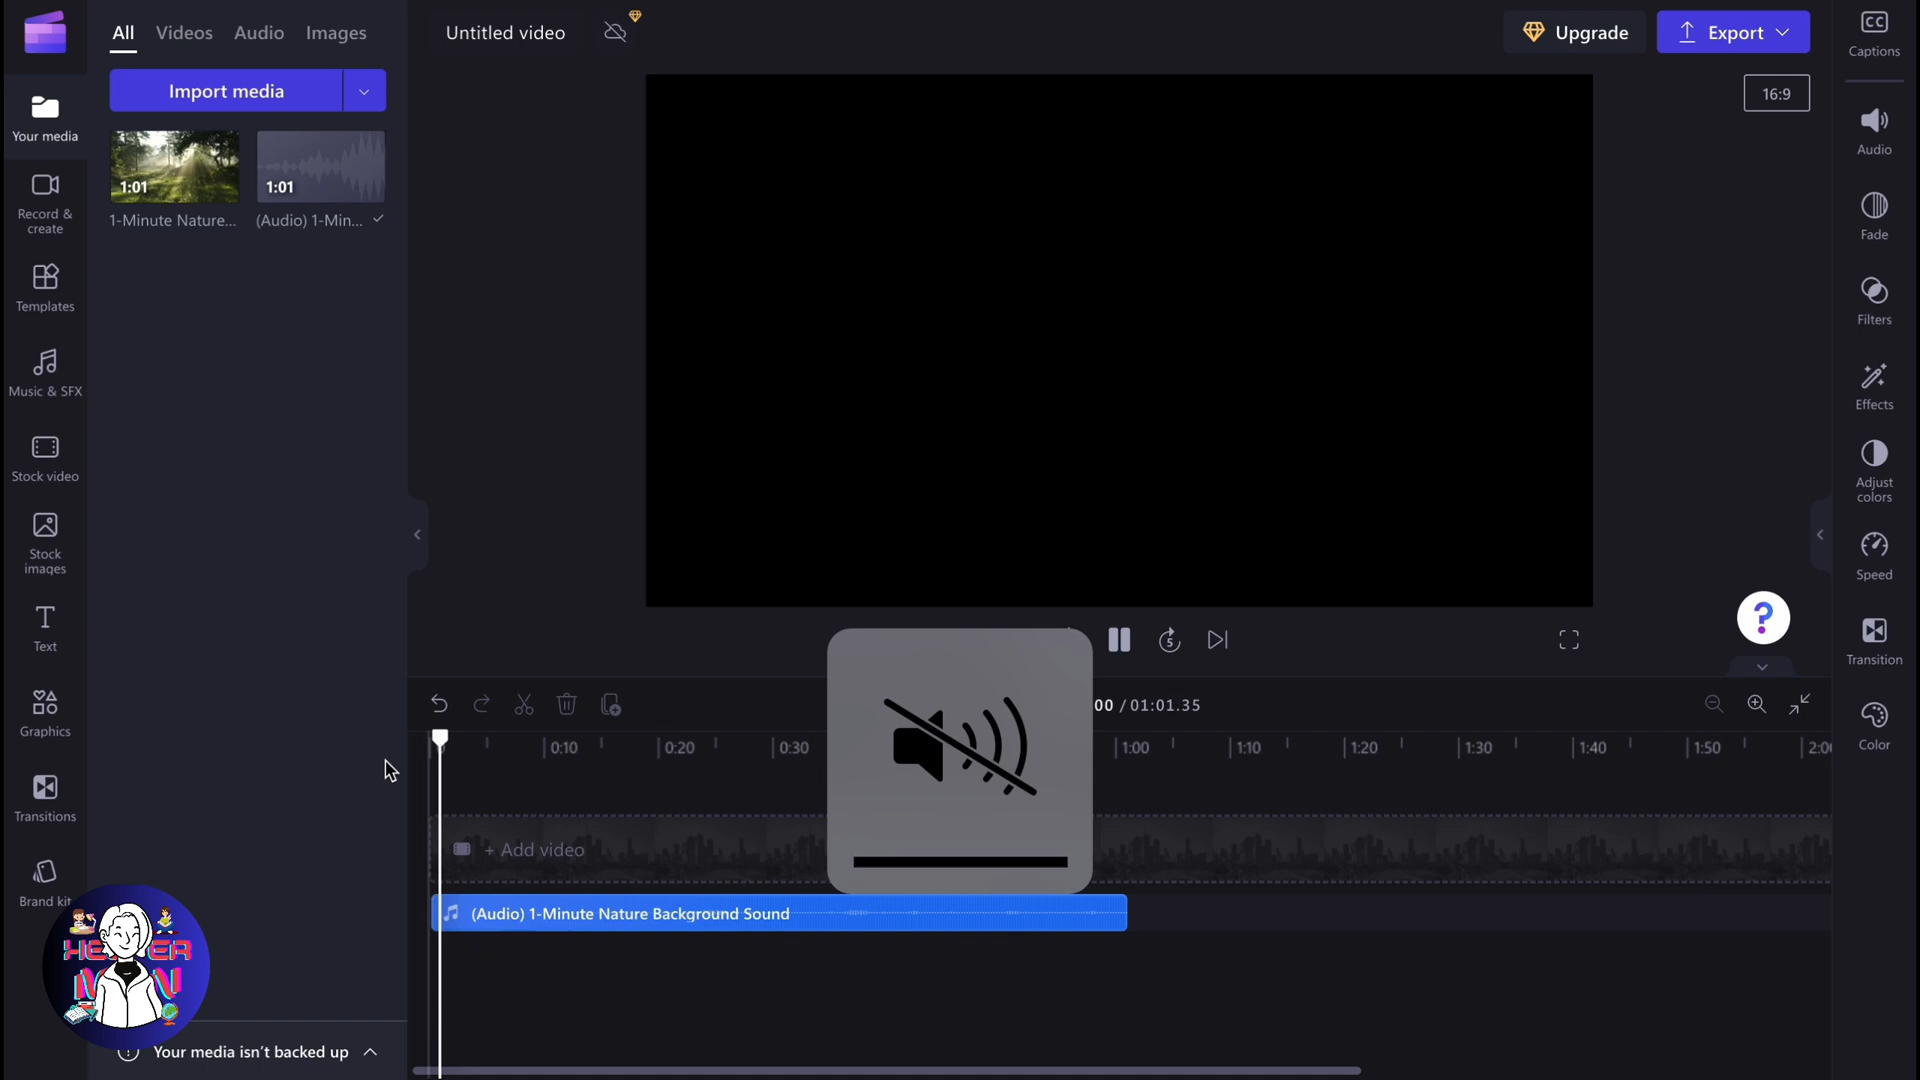 All Videos Audio Images
Import media
1:01
1-Minute Nature...
1:01
(Audio) 1-Min...
Your media
Record &
create
Templates
Music & SFX
Stock video
Stock
images
Text
Graphics
Transitions
Brand kit
Your media isn't backed up
Untitled video
Upgrade
Export
16:9
5
?
00 / 01:01.35
0:10 0:20 0:30 1:00 1:10 1:20 1:30 1:40 1:50
+ Add video
(Audio) 1-Minute Nature Background Sound
CC
Captions
Audio
Fade
Filters
Effects
Adjust
colors
Speed
Transition
Color